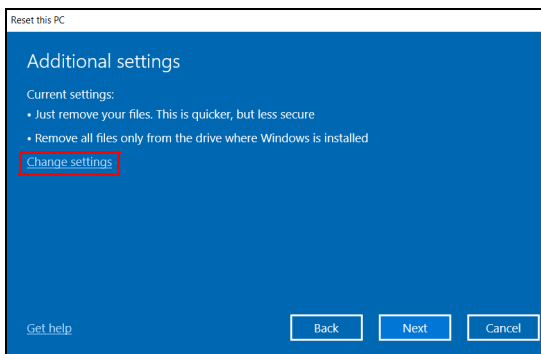 Reset this PC
Additional settings
Current settings:
• Just remove your files. This is quicker, but less secure
• Remove all files only from the drive where Windows is installed
Change settings
Get help
Back
Next
Cancel